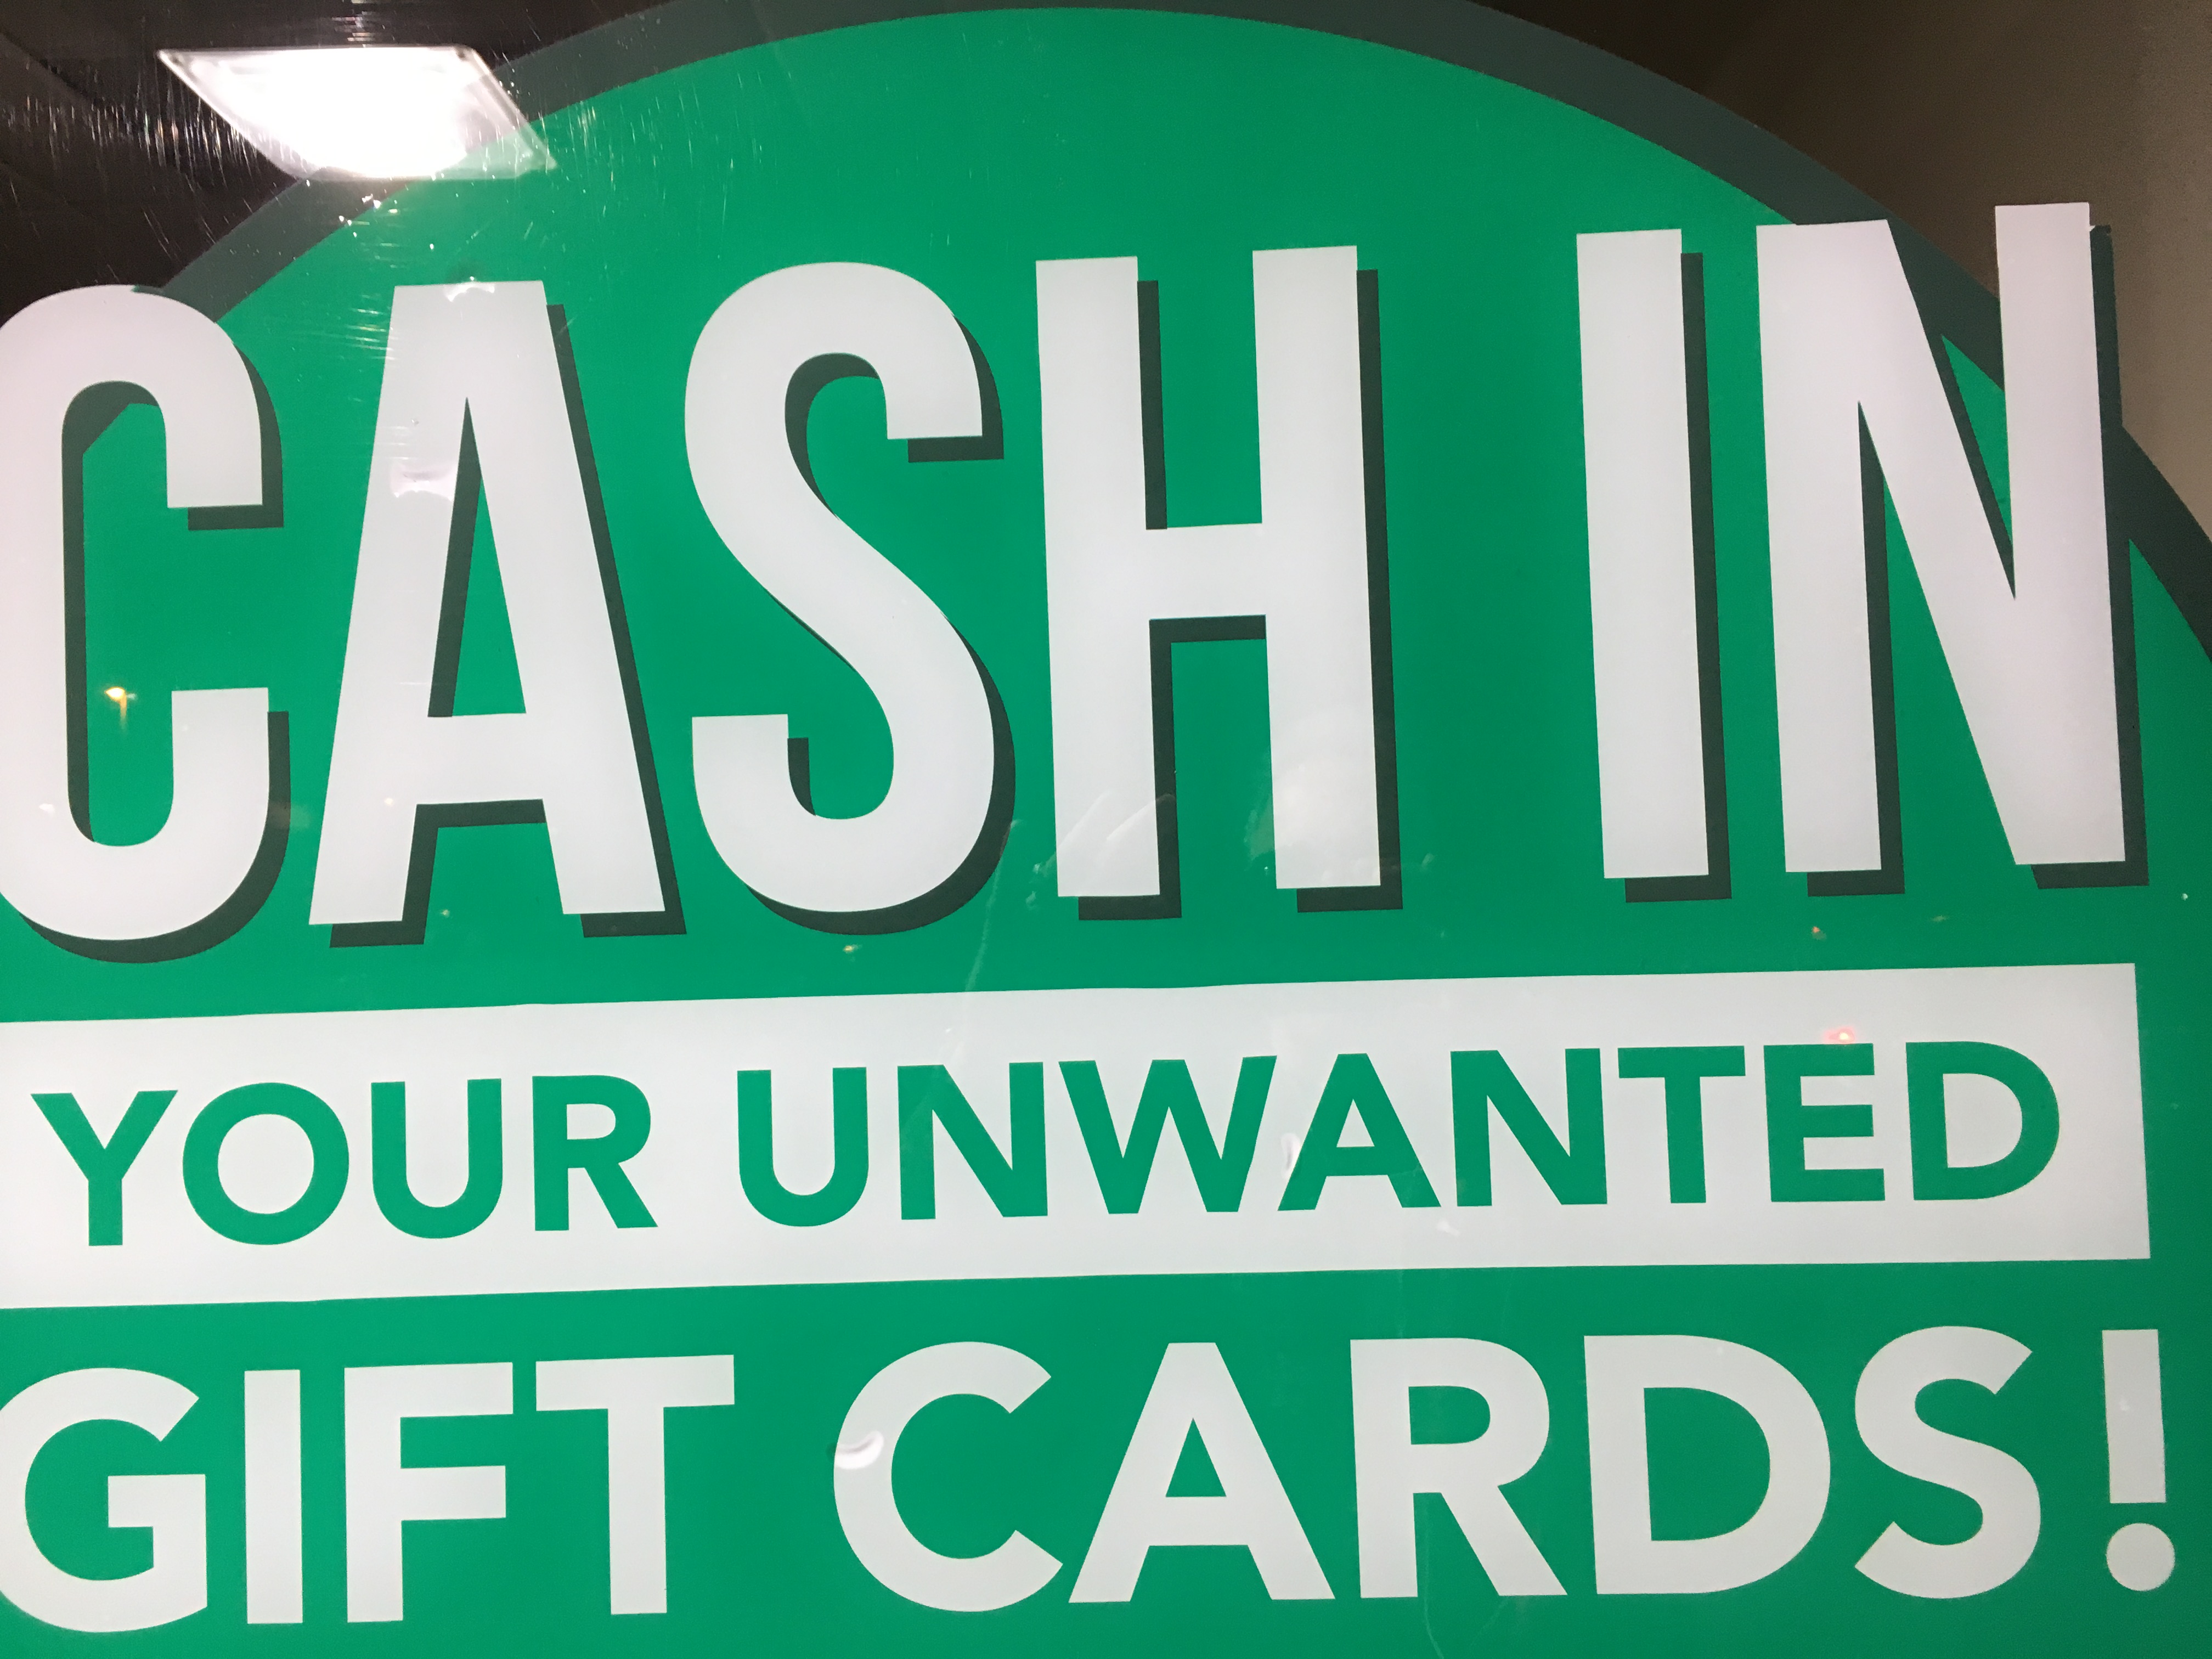 CASH IN
YOUR UNWANTED
GIFT CARDS!